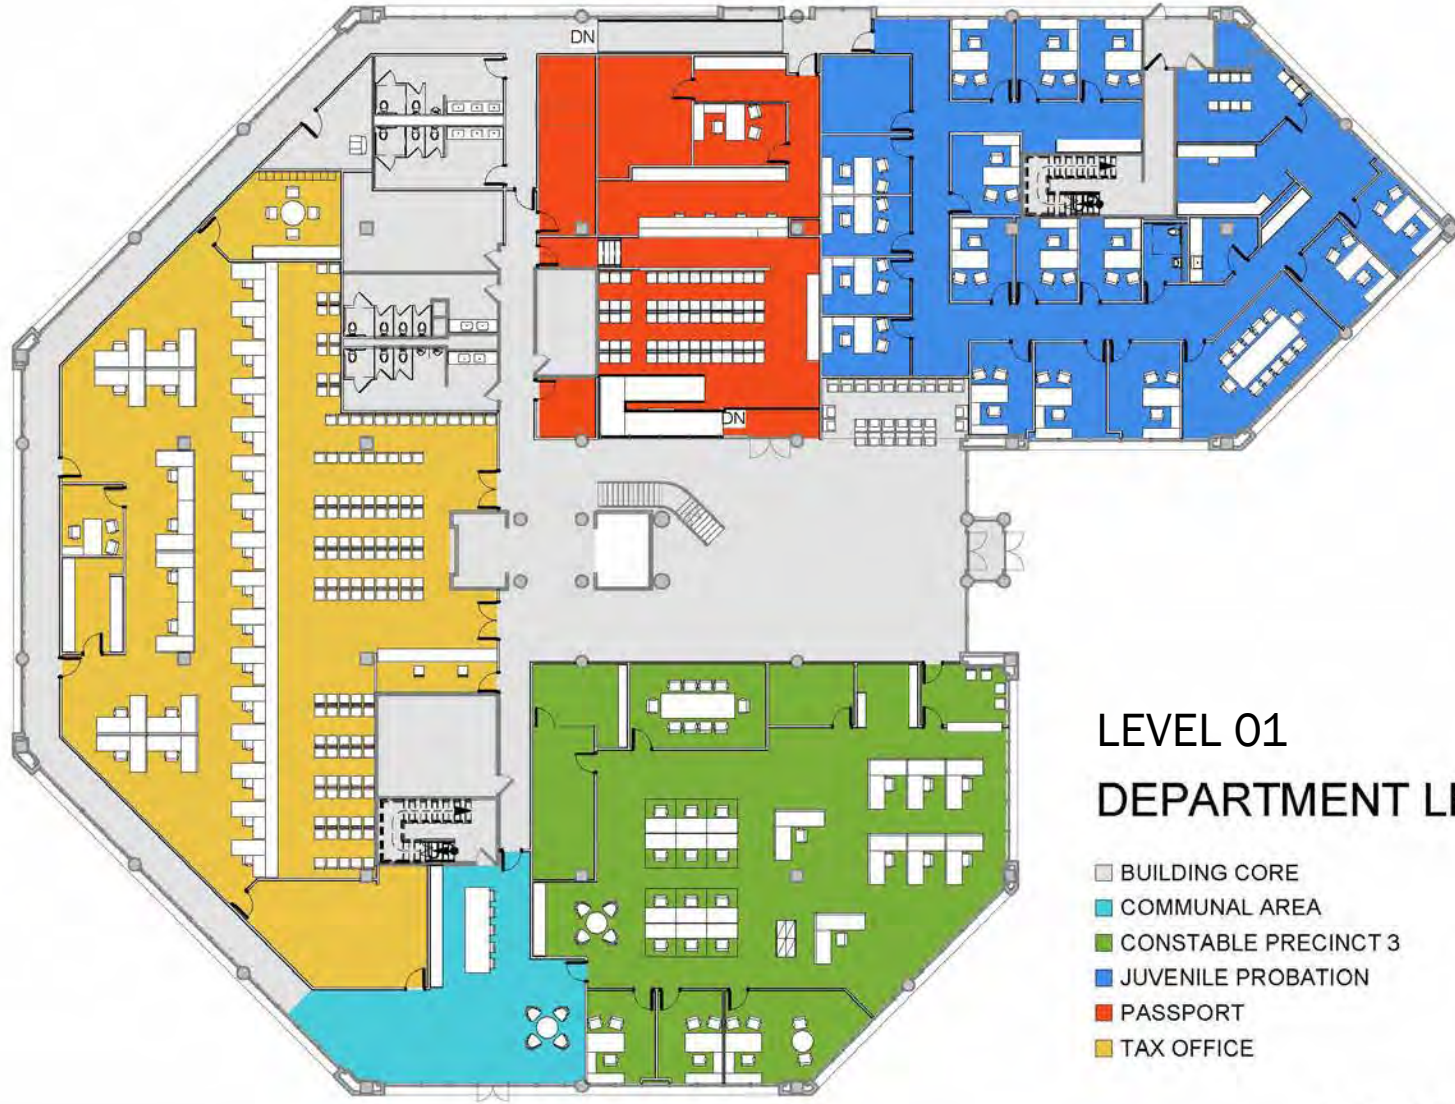 DN
DN
LEVEL 01
DEPARTMENT
BUILDING CORE
COMMUNAL AREA
CONSTABLE PRECINCT 3
JUVENILE PROBATION
PASSPORT
TAX OFFICE